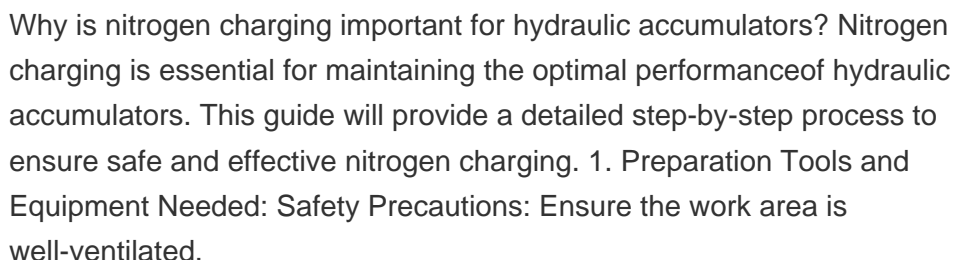 Why is nitrogen charging important for hydraulic accumulators? Nitrogen
charging is essential for maintaining the optimal performanceof hydraulic
accumulators. This guide will provide a detailed step-by-step process to
ensure safe and effective nitrogen charging. 1. Preparation Tools and
Equipment Needed: Safety Precautions: Ensure the work area is
well-ventilated.